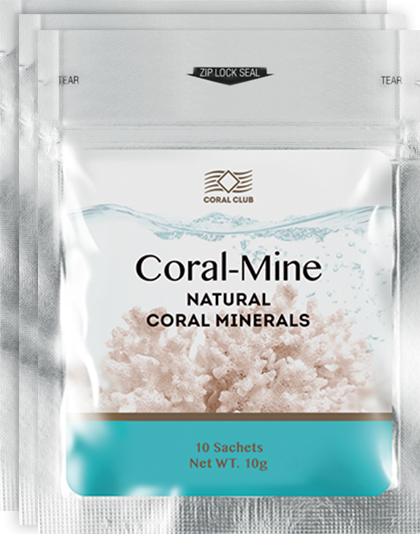 ZIP LOCK SEAL
TEAR TEAR
CORAL CLUB
Coral-Mine
NATURAL
CORAL MINERALS
10 Sachets
Net WT. 10g